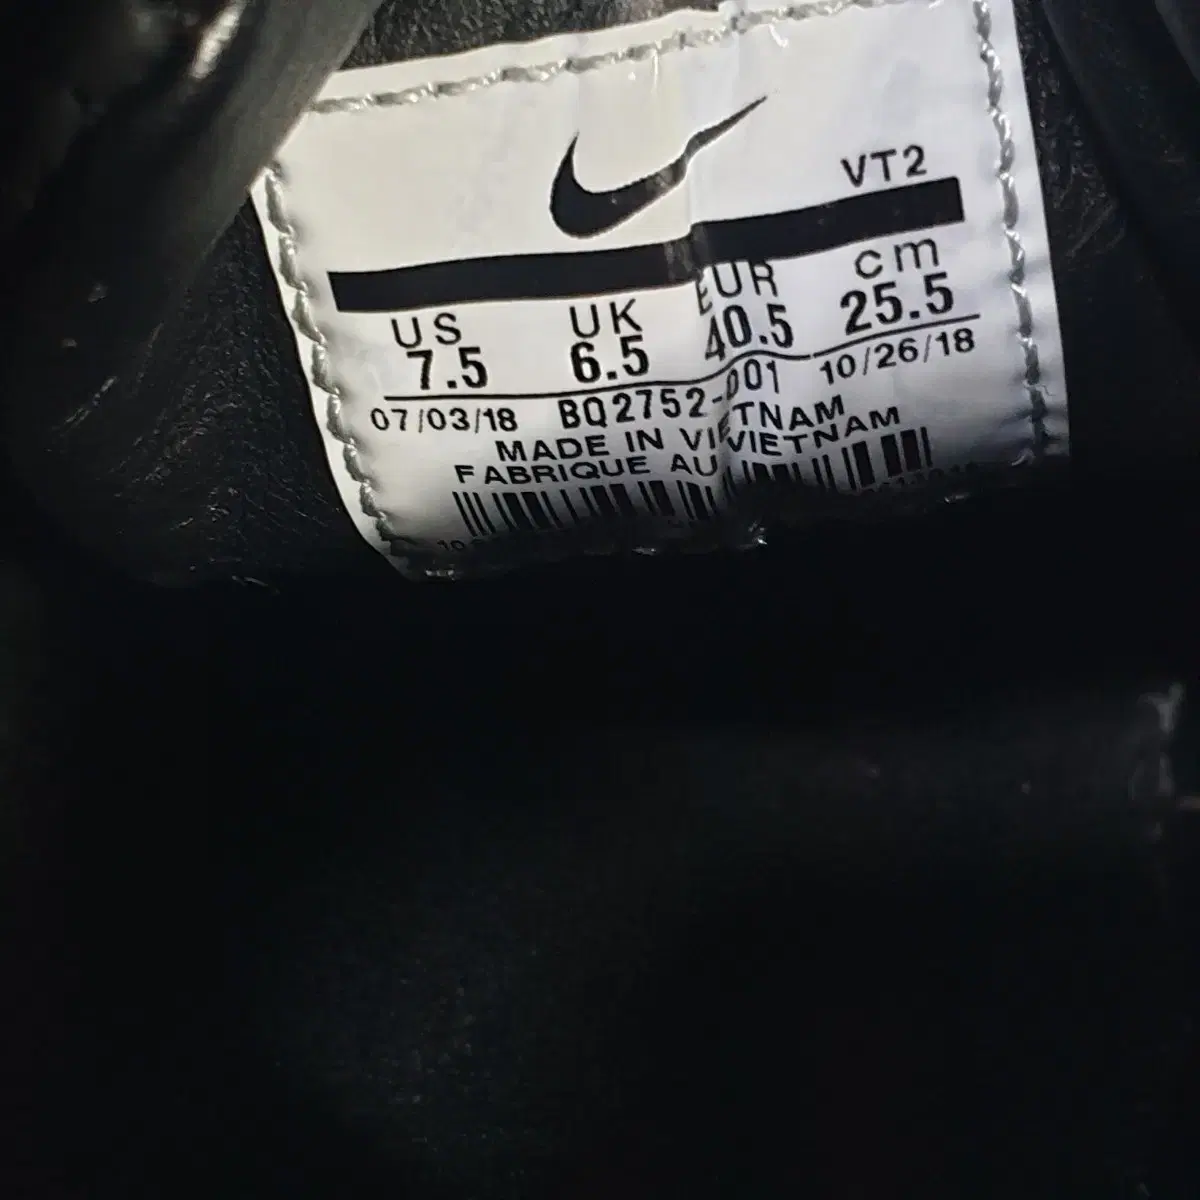 VT2
US UK EUR cm
7.5 6.5 40.5 25.5
07/03/18 BQ2752-001 10/26/18
MADE IN VIETNAM
FABRIQUE AU VIETNAM